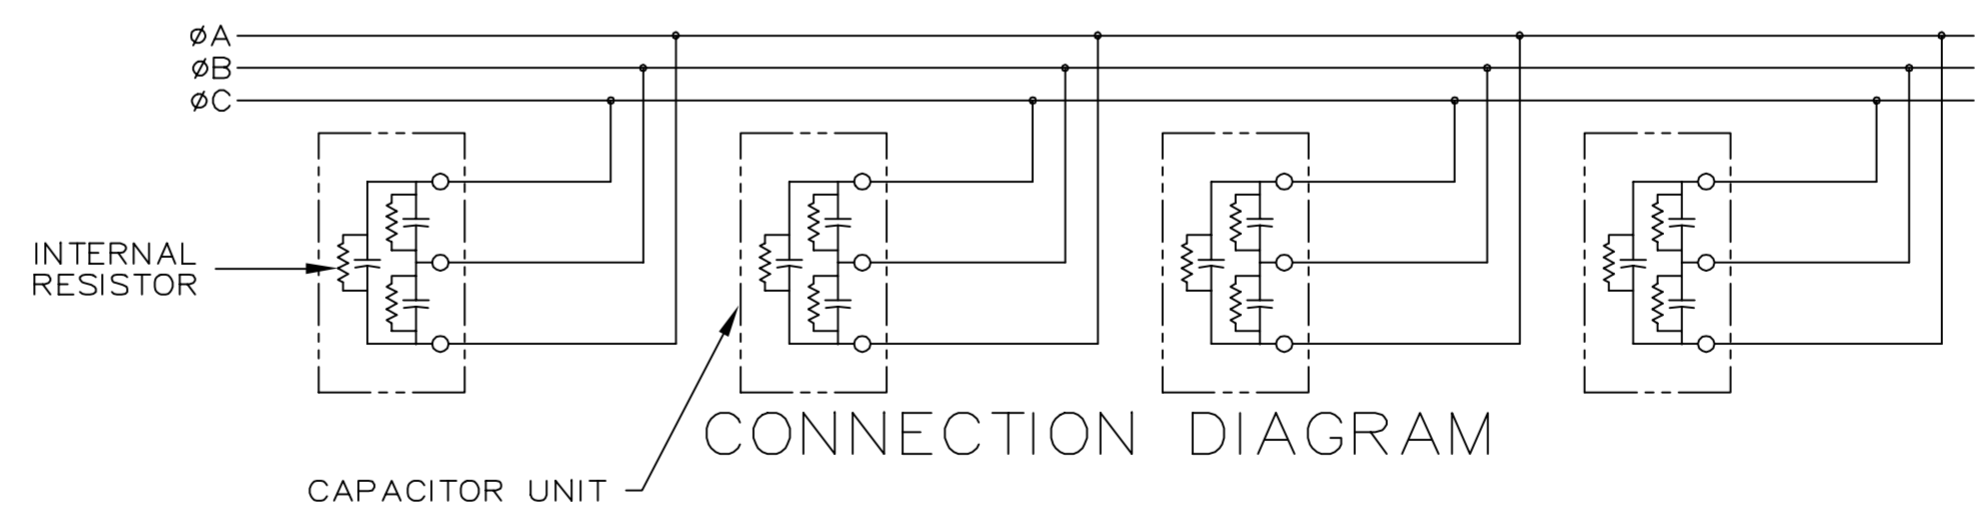 øA
øB
øC
INTERNAL
RESISTOR
CONNECTION DIAGRAM
CAPACITOR UNIT